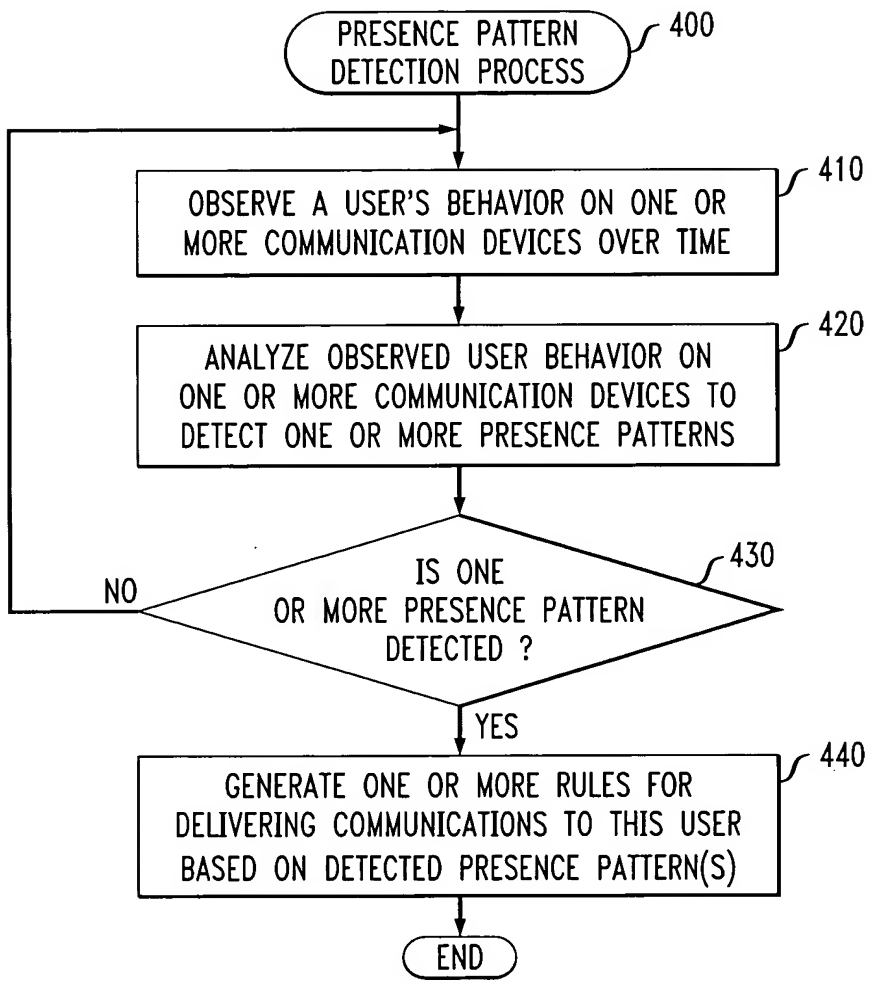 PRESENCE PATTERN
DETECTION PROCESS
400
OBSERVE A USER'S BEHAVIOR ON ONE OR
MORE COMMUNICATION DEVICES OVER TIME
410
ANALYZE OBSERVED USER BEHAVIOR ON
ONE OR MORE COMMUNICATION DEVICES TO
DETECT ONE OR MORE PRESENCE PATTERNS
420
IS ONE
OR MORE PRESENCE PATTERN
DETECTED ?
430
NO
YES
GENERATE ONE OR MORE RULES FOR
DELIVERING COMMUNICATIONS TO THIS USER
BASED ON DETECTED PRESENCE PATTERN(S)
440
END